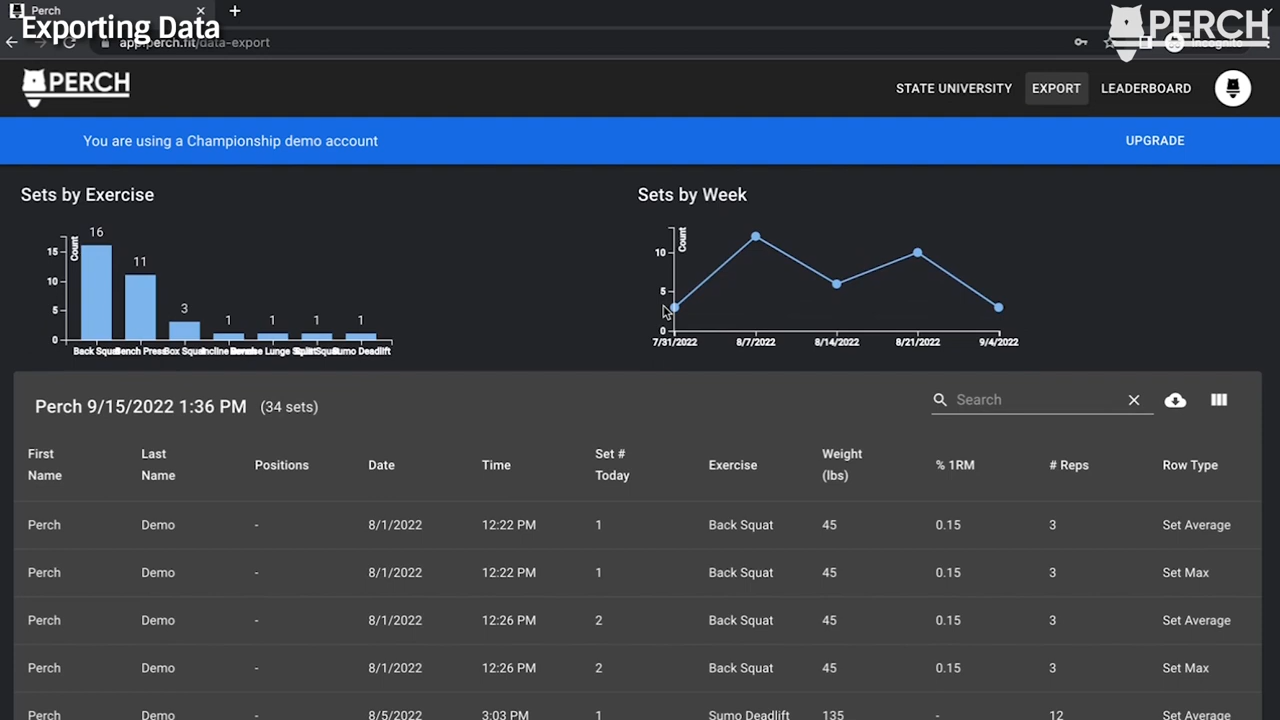 Perch
Exporting Data
app.perch.fit/data-export
Incognito
PERCH
PERCH
STATE UNIVERSITY
EXPORT
LEADERBOARD
You are using a Championship demo account
UPGRADE
Sets by Exercise
Count
15
10
5
0
16
11
3
1
1
1
1
Back Squat
Bench Press
Box Squat
Incline Bench
Reverse Lunge
Split Squat
Sumo Deadlift
Sets by Week
Count
10
5
0
7/31/2022
8/7/2022
8/14/2022
8/21/2022
9/4/2022
Perch 9/15/2022 1:36 PM (34 sets)
Search
First Name Last Name Positions Date Time Set # Today Exercise Weight (lbs) % 1RM # Reps Row Type
Perch Demo - 8/1/2022 12:22 PM 1 Back Squat 45 0.15 3 Set Average
Perch Demo - 8/1/2022 12:22 PM 1 Back Squat 45 0.15 3 Set Max
Perch Demo - 8/1/2022 12:26 PM 2 Back Squat 45 0.15 3 Set Average
Perch Demo - 8/1/2022 12:26 PM 2 Back Squat 45 0.15 3 Set Max
Perch Demo - 8/5/2022 3:03 PM 1 Sumo Deadlift 135 - 12 Set Average